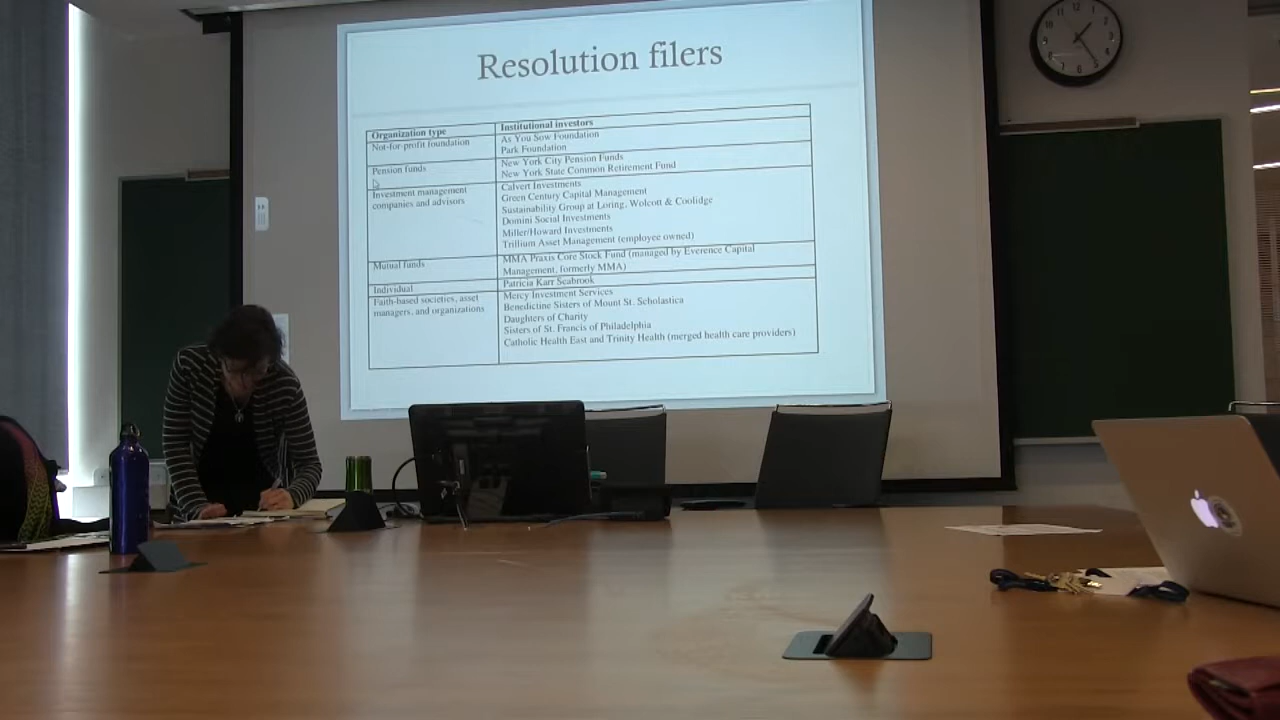 Resolution filers
Organization type
Institutional investors
Not-for-profit foundation
As You Sow Foundation
Park Foundation
Pension funds
New York City Pension Funds
New York State Common Retirement Fund
Investment management
companies and advisors
Calvert Investments
Green Century Capital Management
Sustainability Group at Loring, Wolcott & Coolidge
Domini Social Investments
Miller/Howard Investments
Trillium Asset Management (employee owned)
Mutual funds
MMA Praxis Core Stock Fund (managed by Everence Capital
Management, formerly MMA)
Individual
Patricia Karr Seabrook
Faith-based societies, asset
managers, and organizations
Mercy Investment Services
Benedictine Sisters of Mount St. Scholastica
Daughters of Charity
Sisters of St. Francis of Philadelphia
Catholic Health East and Trinity Health (merged health care providers)